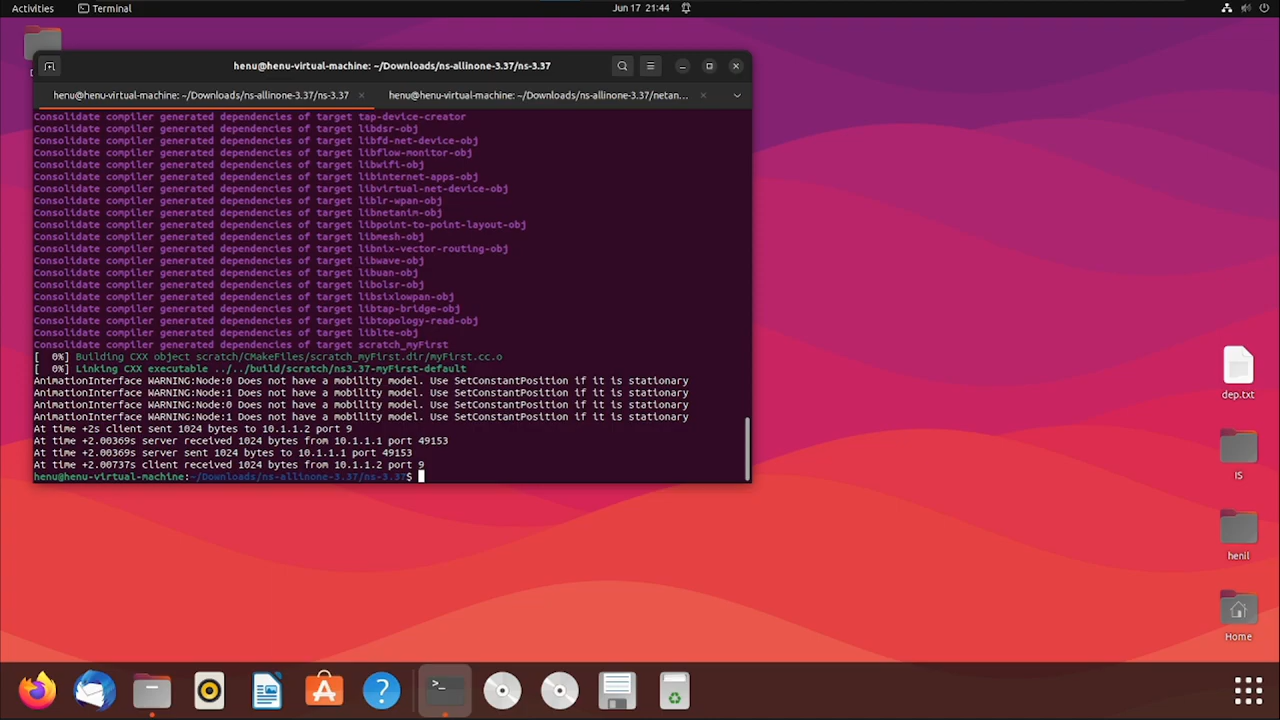 Activities
Terminal
Jun 17 21:44
henu@henu-virtual-machine: ~/Downloads/ns-allinone-3.37/ns-3.37
henu@henu-virtual-machine: ~/Downloads/ns-allinone-3.37/ns-3.37
henu@henu-virtual-machine: ~/Downloads/ns-allinone-3.37/netan...
Consolidate compiler generated dependencies of target tap-device-creator
Consolidate compiler generated dependencies of target libdsr-obj
Consolidate compiler generated dependencies of target libfd-net-device-obj
Consolidate compiler generated dependencies of target libflow-monitor-obj
Consolidate compiler generated dependencies of target libwifi-obj
Consolidate compiler generated dependencies of target libinternet-apps-obj
Consolidate compiler generated dependencies of target libvirtual-net-device-obj
Consolidate compiler generated dependencies of target liblr-wpan-obj
Consolidate compiler generated dependencies of target libnetanim-obj
Consolidate compiler generated dependencies of target libpoint-to-point-layout-obj
Consolidate compiler generated dependencies of target libmesh-obj
Consolidate compiler generated dependencies of target libnix-vector-routing-obj
Consolidate compiler generated dependencies of target libwave-obj
Consolidate compiler generated dependencies of target libuan-obj
Consolidate compiler generated dependencies of target libolsr-obj
Consolidate compiler generated dependencies of target libsixlowpan-obj
Consolidate compiler generated dependencies of target libtap-bridge-obj
Consolidate compiler generated dependencies of target libtopology-read-obj
Consolidate compiler generated dependencies of target liblte-obj
Consolidate compiler generated dependencies of target scratch_myFirst
[  0%] Building CXX object scratch/CMakeFiles/scratch_myFirst.dir/myFirst.cc.o
[  0%] Linking CXX executable ../../build/scratch/ns3.37-myFirst-default
AnimationInterface WARNING:Node:0 Does not have a mobility model. Use SetConstantPosition if it is stationary
AnimationInterface WARNING:Node:1 Does not have a mobility model. Use SetConstantPosition if it is stationary
AnimationInterface WARNING:Node:0 Does not have a mobility model. Use SetConstantPosition if it is stationary
AnimationInterface WARNING:Node:1 Does not have a mobility model. Use SetConstantPosition if it is stationary
At time +2s client sent 1024 bytes to 10.1.1.2 port 9
At time +2.00369s server received 1024 bytes from 10.1.1.1 port 49153
At time +2.00369s server sent 1024 bytes to 10.1.1.1 port 49153
At time +2.00737s client received 1024 bytes from 10.1.1.2 port 9
henu@henu-virtual-machine:~/Downloads/ns-allinone-3.37/ns-3.37$
dep.txt
IS
henil
Home